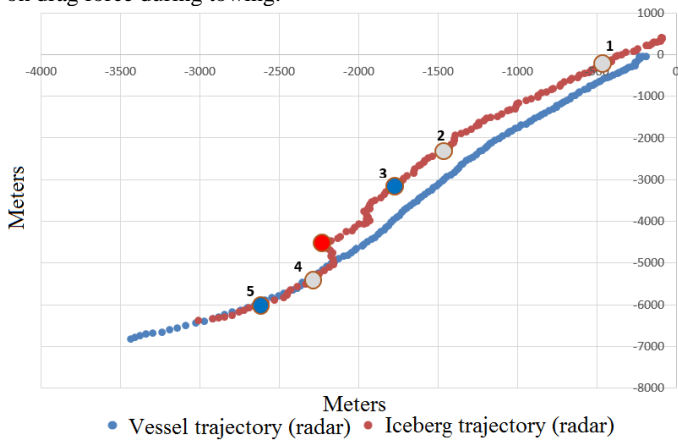 on drag force during towing.
1000
-4000 -3500 -3000 -2500 -2000 -1500 -1000 0 0
1
-1000
2
-2000
3
-3000
Meters
-4000
4
-5000
5
-6000
-7000
-8000
Meters
Vessel trajectory (radar) Iceberg trajectory (radar)